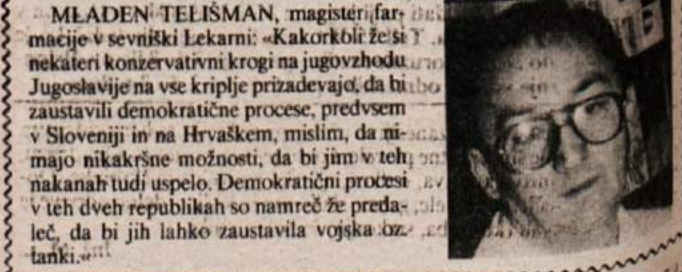 MLADEN TELIŠMAN, magister far-
macije v sevniški Lekarni: «Kakorkoli že si
nekateri konzervativni krogi na jugovzhodu
Jugoslavije na vse kriplje prizadevajo, da bi
zaustavili demokratične procese, predvsem
v Sloveniji in na Hrvaškem, mislim, da ni-
majo nikakršne možnosti, da bi jim v teh
nakanah tudi uspelo. Demokratični procesi
v teh dveh republikah so namreč že preda-
leč, da bi jih lahko zaustavila vojska oz.
tanki.«